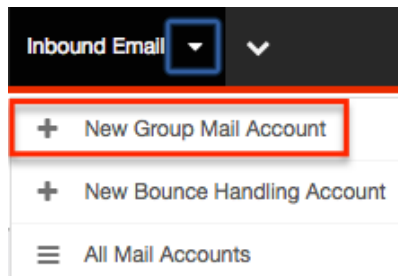 Inbound Email
New Group Mail Account
New Bounce Handling Account
All Mail Accounts